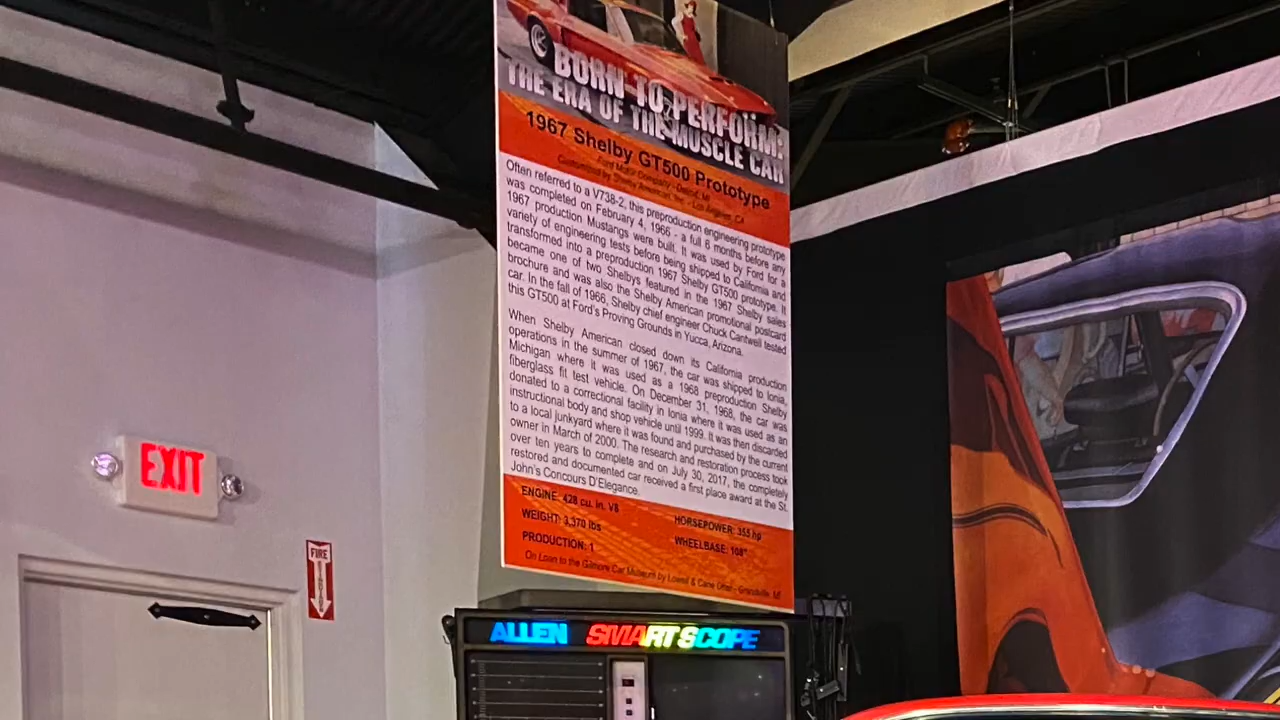 BORN TO PERFORM:
THE ERA OF THE MUSCLE CAR
1967 Shelby GT500 Prototype
Ford Motor Company - Detroit, MI
Customized by Shelby American, Inc. - Los Angeles, CA
Often referred to a V738-2, this preproduction engineering prototype
was completed on February 4, 1966 - a full 6 months before any
1967 production Mustangs were built. It was used by Ford for a
variety of engineering tests before being shipped to California and
transformed into a preproduction 1967 Shelby GT500 prototype. It
became one of two Shelbys featured in the 1967 Shelby sales
brochure and was also the Shelby American promotional postcard
car. In the fall of 1966, Shelby chief engineer Chuck Cantwell tested
this GT500 at Ford's Proving Grounds in Yucca, Arizona.
When Shelby American closed down its California production
operations in the summer of 1967, the car was shipped to Ionia,
Michigan where it was used as a 1968 preproduction Shelby
fiberglass fit test vehicle. On December 31, 1968, the car was
donated to a correctional facility in Ionia where it was used as an
instructional body and shop vehicle until 1999. It was then discarded
to a local junkyard where it was found and purchased by the current
owner in March of 2000. The research and restoration process took
over ten years to complete and on July 30, 2017, the completely
restored and documented car received a first place award at the St.
John's Concours D'Elegance.
ENGINE: 428 cu. in. V8
HORSEPOWER: 355 hp
WEIGHT: 3,370 lbs
WHEELBASE: 108"
PRODUCTION: 1
On Loan to the Gilmore Car Museum by Lowell & Carie - Grandville, MI
EXIT
FIRE
ALLEN SMARTSCOPE